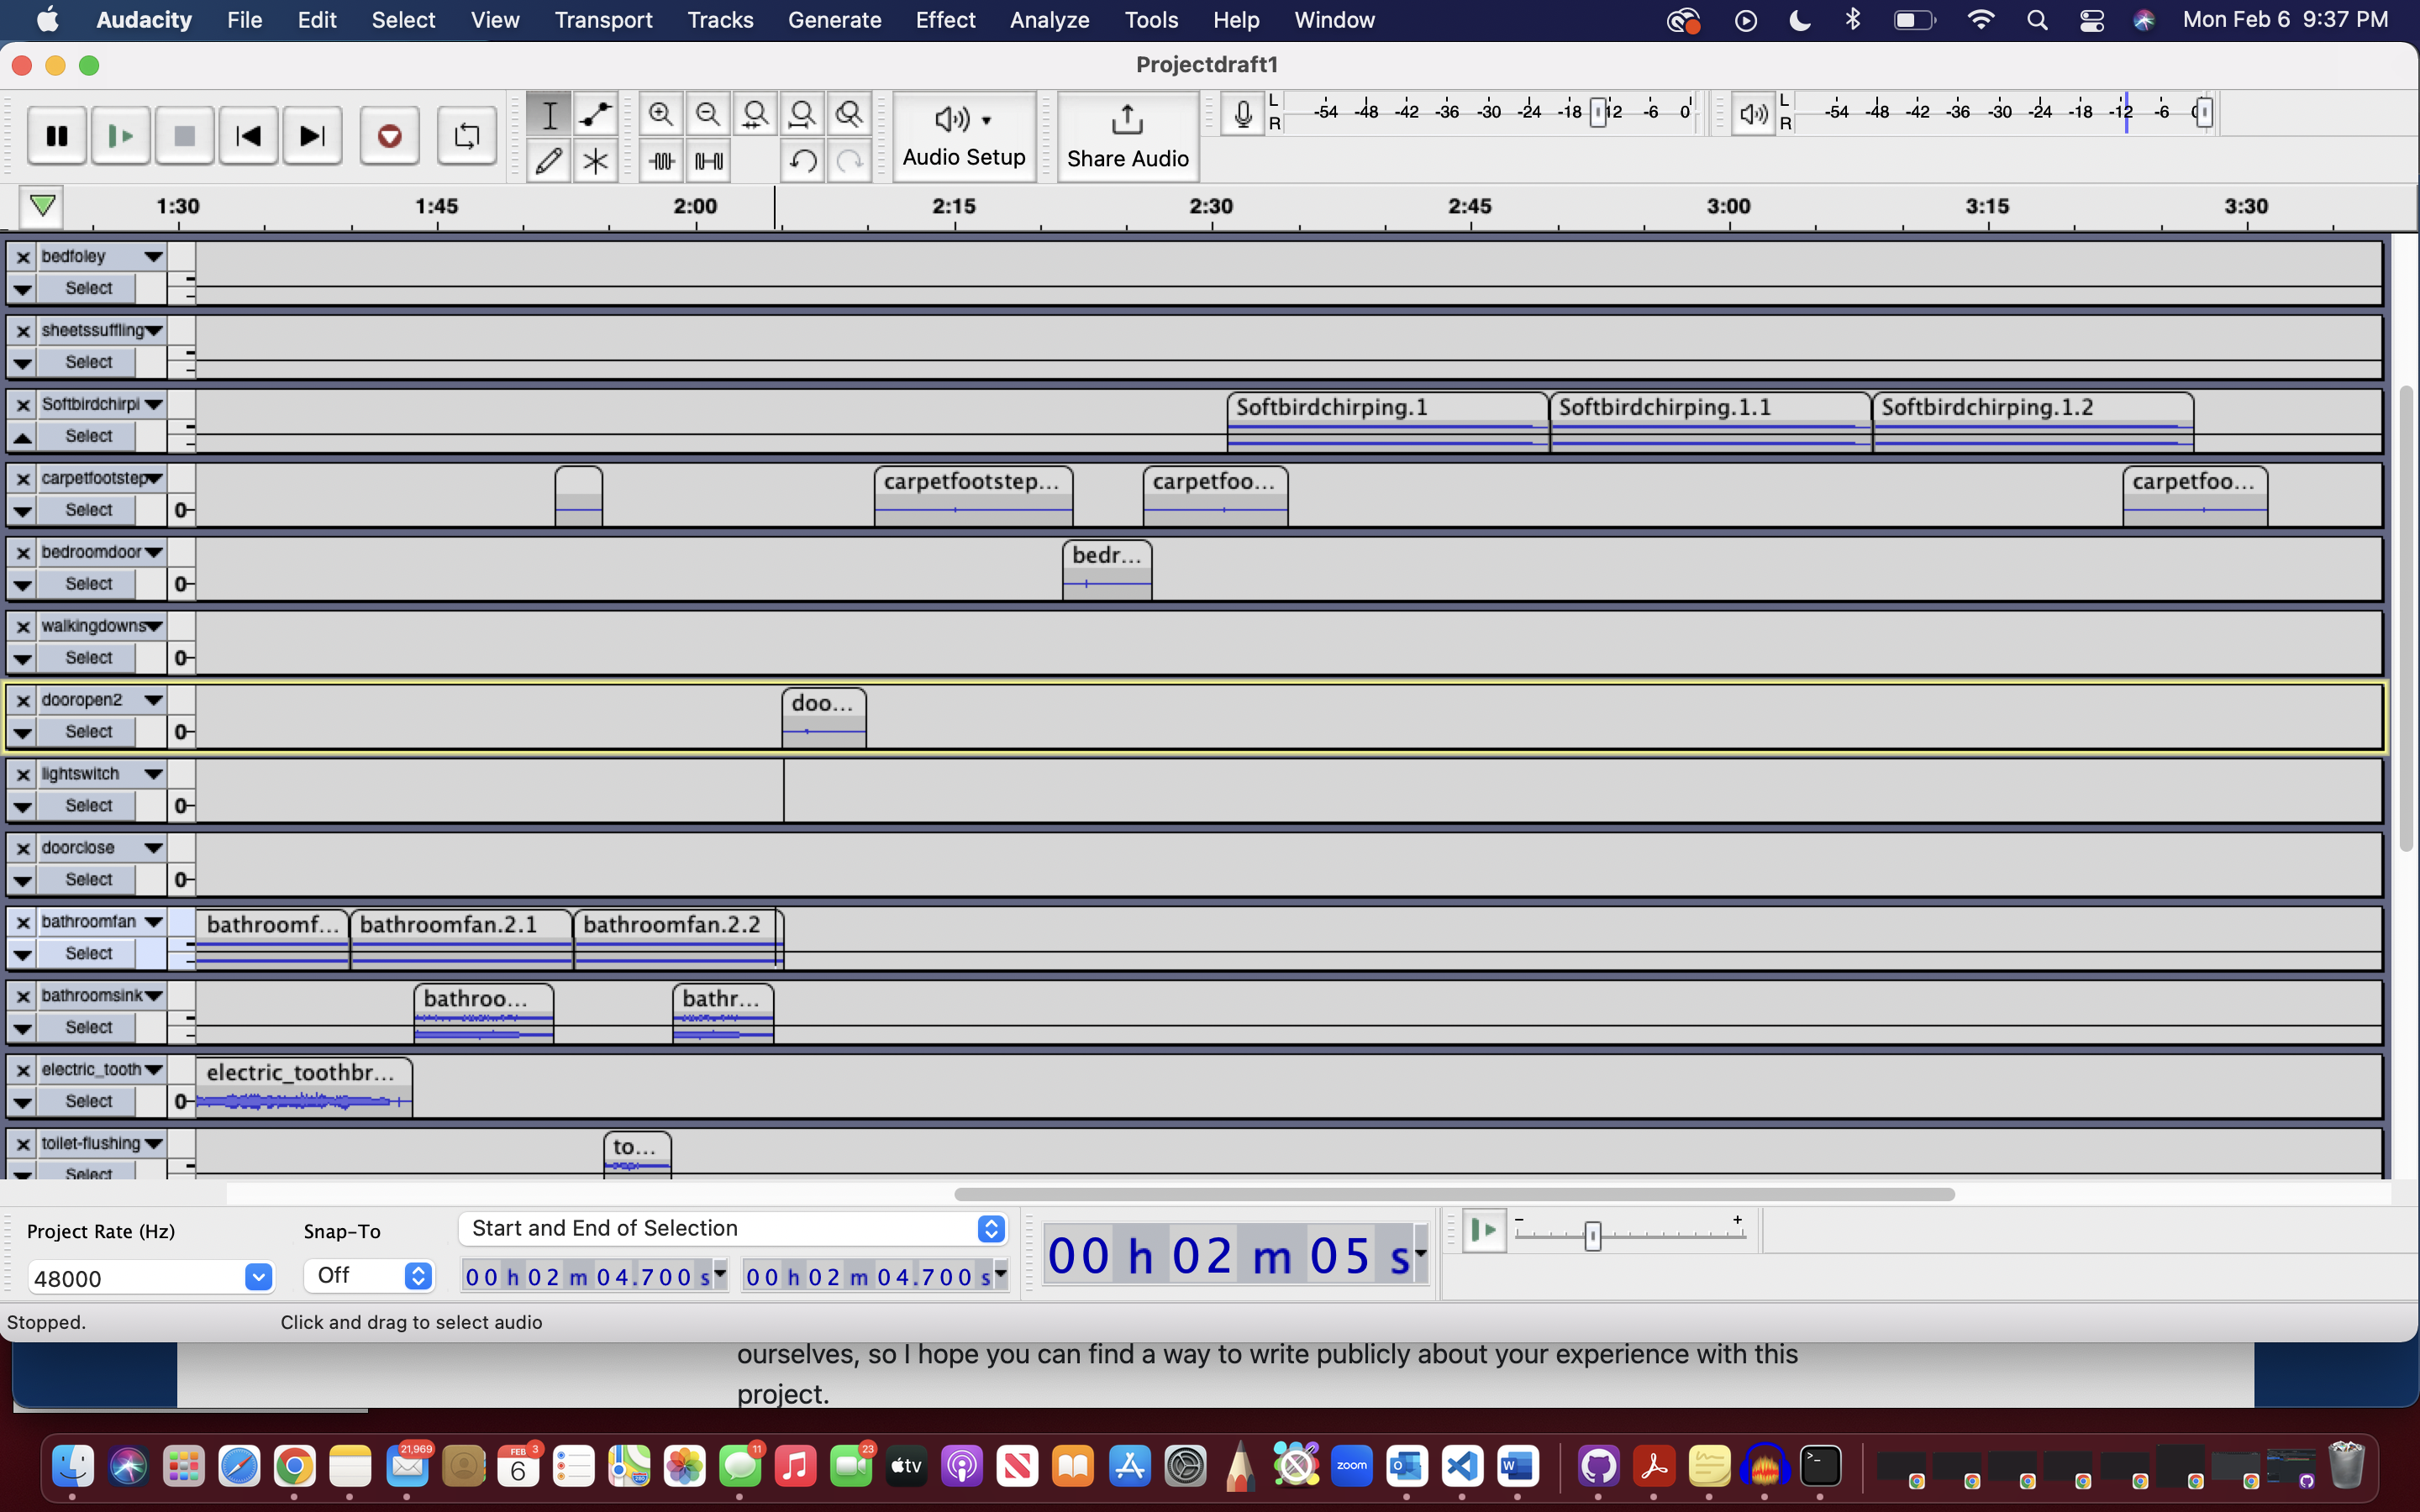 Audacity File Edit Select View Transport Tracks Generate Effect Analyze Tools Help Window Mon Feb 6 9:37 PM
Projectdraft1
Audio Setup
Share Audio
L
R
-54 -48 -42 -36 -30 -24 -18 12 -6 0
L
R
-54 -48 -42 -36 -30 -24 -18 -12 -6 0
1:30 1:45 2:00 2:15 2:30 2:45 3:00 3:15 3:30
bedfoley
Select
sheetssuffling
Select
Softbirdchirpi
Softbirdchirping.1 Softbirdchirping.1.1 Softbirdchirping.1.2
Select
carpetfootstep
carpetfootstep... carpetfoo... carpetfoo...
Select 0-
bedroomdoor
bedr...
Select 0-
walkingdowns
Select 0-
dooropen2
doo...
Select 0-
lightswitch
Select 0-
doorclose
Select 0-
bathroomfan
bathroomf... bathroomfan.2.1 bathroomfan.2.2
Select
bathroomsink
bathroo... bathr...
Select
electric_tooth
electric_toothbr...
Select 0-
toilet-flushing
to...
Select
Project Rate (Hz)
Snap-To
Start and End of Selection
48000
Off
00 h 02 m 04.700 s
00 h 02 m 04.700 s
00 h 02 m 05 s
- +
Stopped.
Click and drag to select audio
ourselves, so I hope you can find a way to write publicly about your experience with this
project.
21,969
FEB 3
6
11
23
tv
zoom